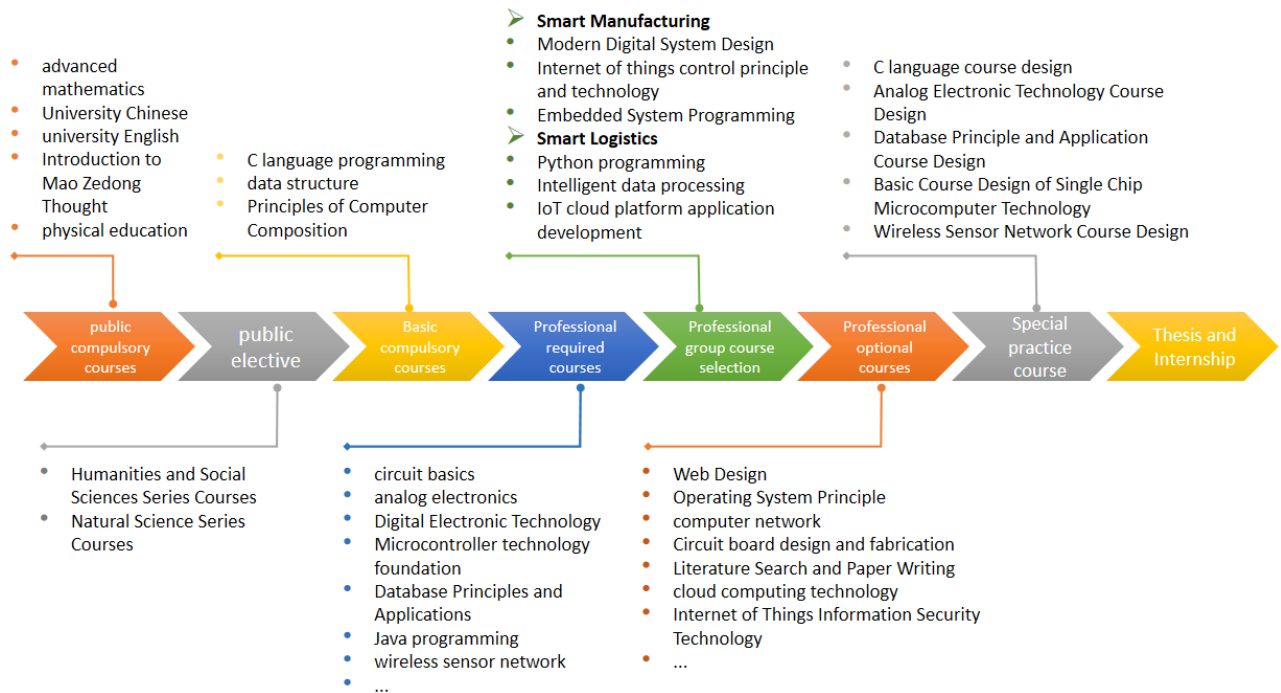 advanced
mathematics
University Chinese
university English
Introduction to
Mao Zedong
Thought
physical education
C language programming
data structure
Principles of Computer
Composition
Smart Manufacturing
Modern Digital System Design
Internet of things control principle
and technology
Embedded System Programming
Smart Logistics
Python programming
Intelligent data processing
IoT cloud platform application
development
C language course design
Analog Electronic Technology Course
Design
Database Principle and Application
Course Design
Basic Course Design of Single Chip
Microcomputer Technology
Wireless Sensor Network Course Design
public
compulsory
courses
public
elective
Basic
compulsory
courses
Professional
required
courses
Professional
group course
selection
Professional
optional
courses
Special
practice
course
Thesis and
Internship
Humanities and Social
Sciences Series Courses
Natural Science Series
Courses
circuit basics
analog electronics
Digital Electronic Technology
Microcontroller technology
foundation
Database Principles and
Applications
Java programming
wireless sensor network
...
Web Design
Operating System Principle
computer network
Circuit board design and fabrication
Literature Search and Paper Writing
cloud computing technology
Internet of Things Information Security
Technology
...